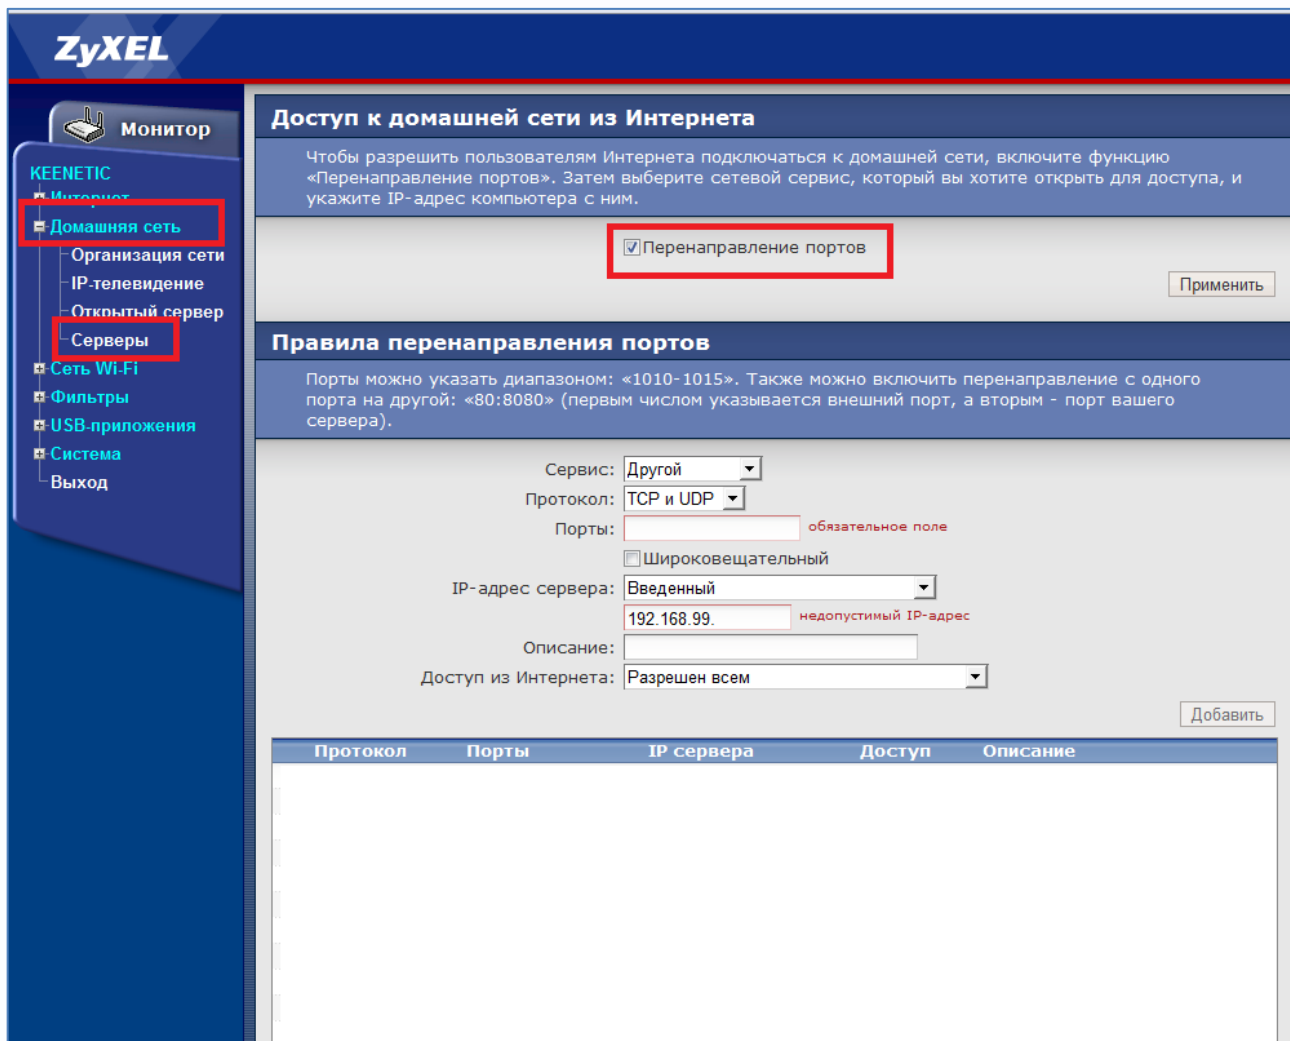 ZyXEL
Монитор
KEENETIC
Интернет
Домашняя сеть
Организация сети
IP-телевидение
Открытый сервер
Серверы
Сеть Wi-Fi
Фильтры
USB-приложения
Система
Выход
Доступ к домашней сети из Интернета
Чтобы разрешить пользователям Интернета подключаться к домашней сети, включите функцию
«Перенаправление портов». Затем выберите сетевой сервис, который вы хотите открыть для доступа, и
укажите IP-адрес компьютера с ним.
Перенаправление портов
Применить
Правила перенаправления портов
Порты можно указать диапазоном: «1010-1015». Также можно включить перенаправление с одного
порта на другой: «80:8080» (первым числом указывается внешний порт, а вторым - порт вашего
сервера).
Сервис: Другой
Протокол: TCP и UDP
Порты: обязательное поле
Широковещательный
IP-адрес сервера: Введенный
192.168.99. недопустимый IP-адрес
Описание:
Доступ из Интернета: Разрешен всем
Добавить
Протокол Порты IP сервера Доступ Описание